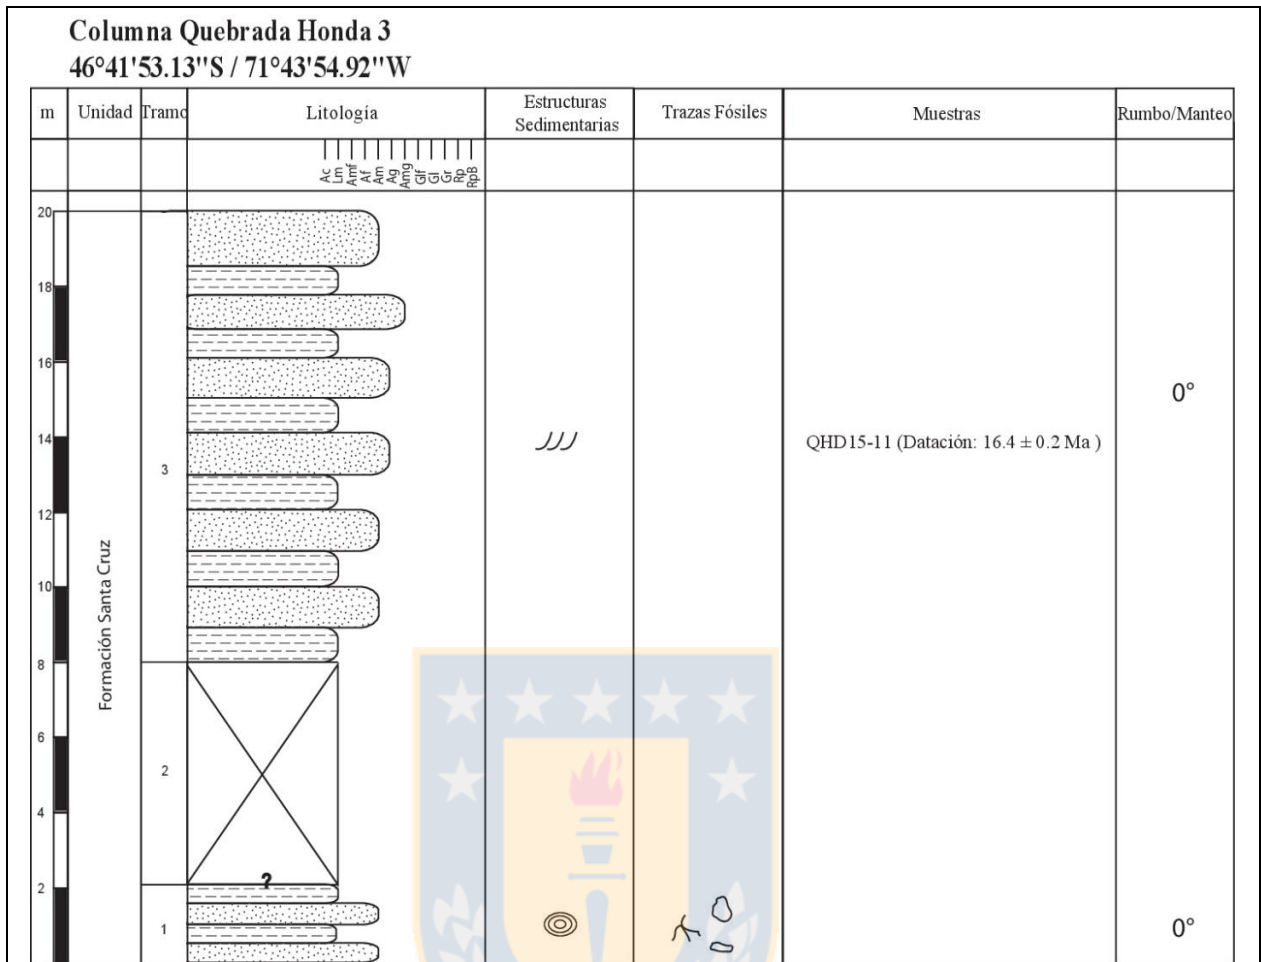 Columna Quebrada Honda 3
46°41'53.13''S / 71°43'54.92''W
m Unidad Tramo Litología Estructuras Sedimentarias Trazas Fósiles Muestras Rumbo/Manteo
Ac Lm Amf Af Am Ag Amg Glf Gl Gr Rp RpB
20
18
16
0°
14
QHD15-11 (Datación: 16.4 ± 0.2 Ma )
3
12
10
Formación Santa Cruz
8
6
2
4
?
2
1
0°